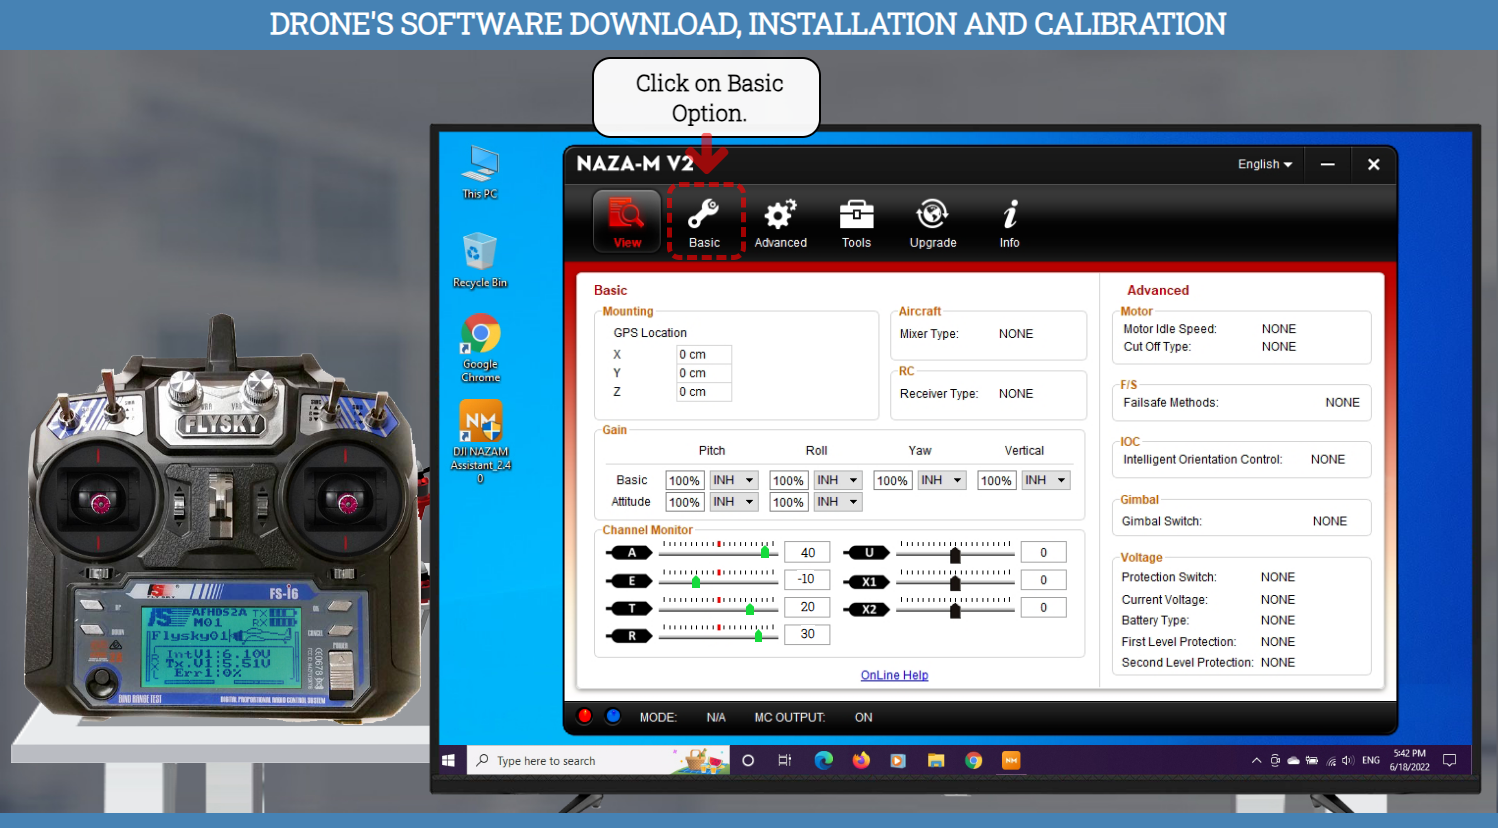 DRONE'S SOFTWARE DOWNLOAD, INSTALLATION AND CALIBRATION
Click on Basic
Option.
This PC
Recycle Bin
Google
Chrome
DJI NAZAM
Assistant_2.4
0
NAZA-M V2
English
View
Basic
Advanced
Tools
Upgrade
Info
Basic
Mounting
GPS Location
X 0 cm
Y 0 cm
Z 0 cm
Aircraft
Mixer Type: NONE
RC
Receiver Type: NONE
Gain
Pitch Roll Yaw Vertical
Basic 100% INH 100% INH 100% INH 100% INH
Attitude 100% INH 100% INH
Channel Monitor
A 40 U 0
E -10 X1 0
T 20 X2 0
R 30
OnLine Help
Advanced
Motor
Motor Idle Speed: NONE
Cut Off Type: NONE
F/S
Failsafe Methods: NONE
IOC
Intelligent Orientation Control: NONE
Gimbal
Gimbal Switch: NONE
Voltage
Protection Switch: NONE
Current Voltage: NONE
Battery Type: NONE
First Level Protection: NONE
Second Level Protection: NONE
MODE: N/A MC OUTPUT: ON
Type here to search
ENG
5:42 PM
6/18/2022
FLYSKY
FS-i6
AFHDS2A TX
M01 RX
Flysky01
IntV1:6.10V
Tx.V1:5.51V
Err1:0%
BIND RANGE TEST
DIGITAL PROPORTIONAL RADIO CONTROL SYSTEM